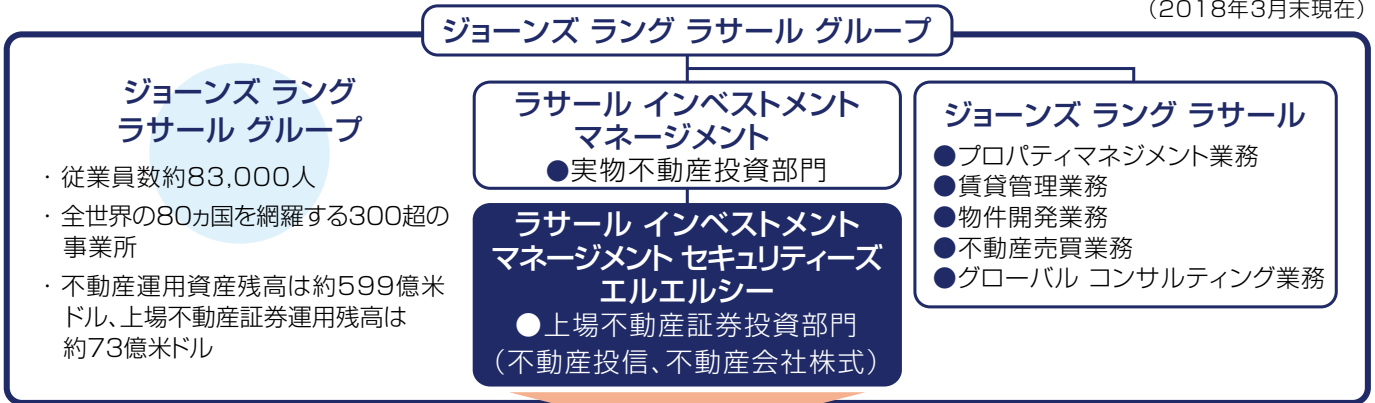 （2018年3月末現在）
ジョーンズ ラング ラサール グループ
ジョーンズ ラング
ラサール グループ
・従業員数約83,000人
・全世界の80ヵ国を網羅する300超の
事業所
・不動産運用資産残高は約599億米
ドル、上場不動産証券運用残高は
約73億米ドル
ラサール インベストメント
マネージメント
●実物不動産投資部門
ラサール インベストメント
マネージメント セキュリティーズ
エルエルシー
●上場不動産証券投資部門
（不動産投信、不動産会社株式）
ジョーンズ ラング ラサール
●プロパティマネジメント業務
●賃貸管理業務
●物件開発業務
●不動産売買業務
●グローバル コンサルティング業務